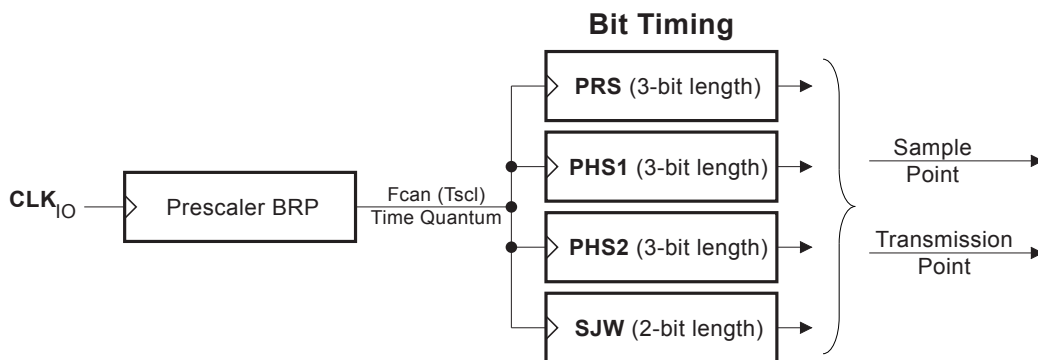 Bit Timing
PRS (3-bit length)
PHS1 (3-bit length)
Sample
Point
CLK_IO
Prescaler BRP
Fcan (Tscl)
Time Quantum
PHS2 (3-bit length)
Transmission
Point
SJW (2-bit length)